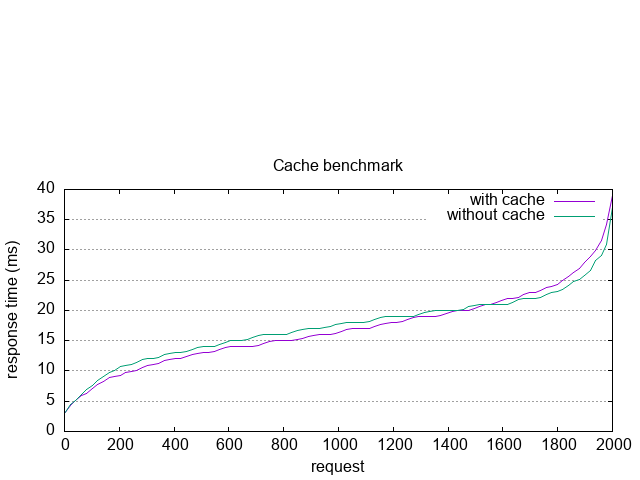 Cache benchmark
with cache
without cache
response time (ms)
40
35
30
25
20
15
10
5
0
0 200 400 600 800 1000 1200 1400 1600 1800 2000
request